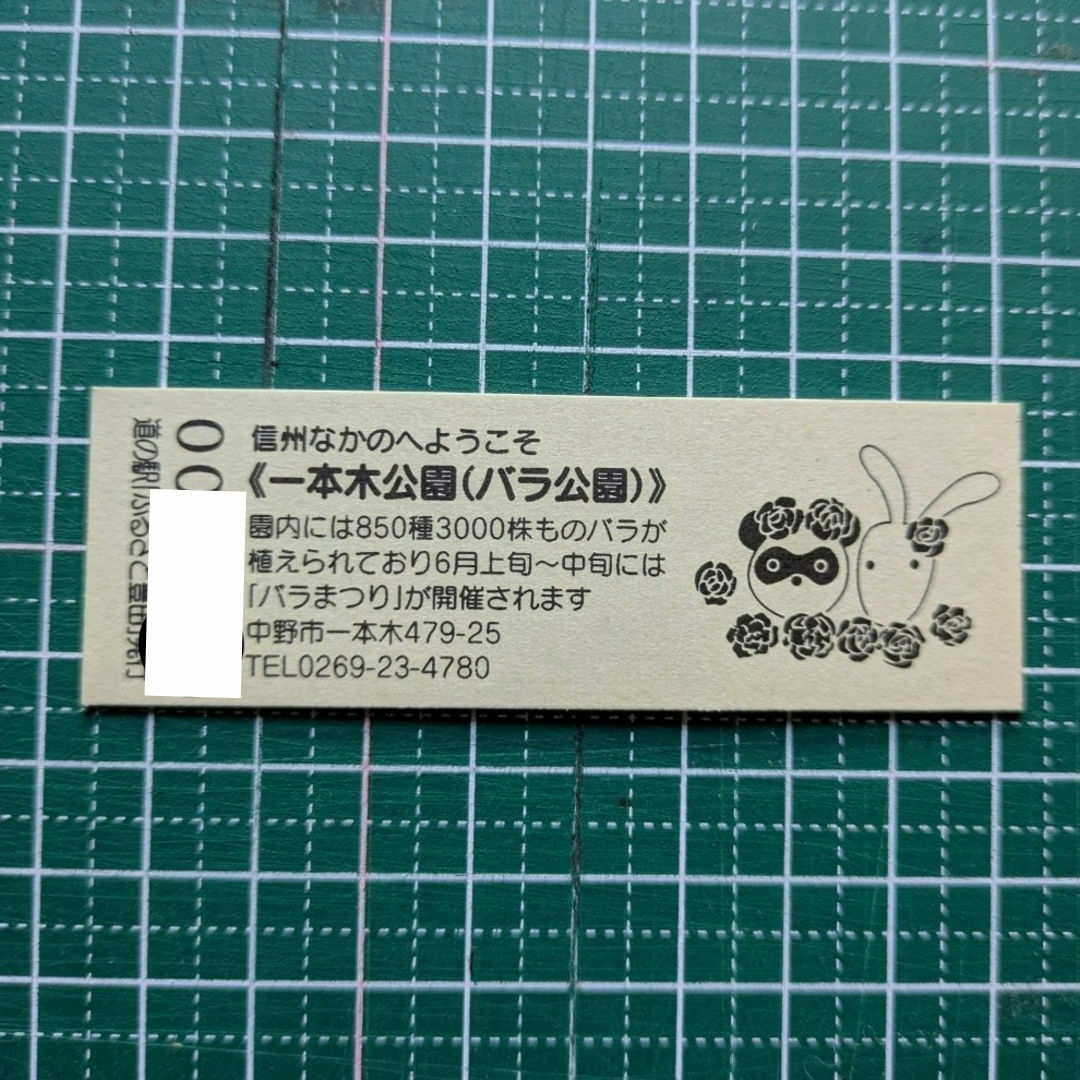 信州なかのへようこそ
《一本木公園(バラ公園)》
園内には850種3000株ものバラが
植えられており6月上旬～中旬には
「バラまつり」が開催されます
中野市一本木479-25
TEL0269-23-4780
00
道の駅ふるさと豊田